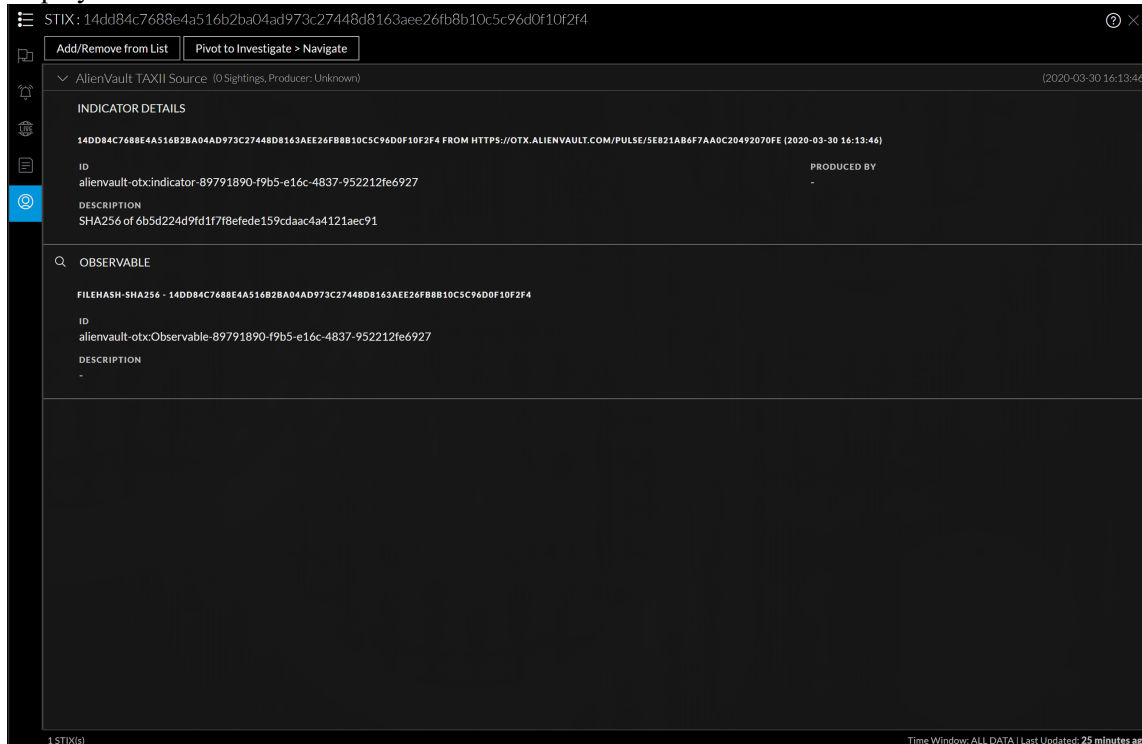 STIX : 14dd84c7688e4a516b2ba04ad973c27448d8163aee26fb8b10c5c96d0f10f2f4
Add/Remove from List Pivot to Investigate > Navigate
AlienVault TAXII Source (0 Sightings, Producer: Unknown) (2020-03-30 16:13:46
INDICATOR DETAILS
14DD84C7688E4A516B2BA04AD973C27448D8163AEE26FB8B10C5C96D0F10F2F4 FROM HTTPS://OTX.ALIENVAULT.COM/PULSE/5E821AB6F7AA0C20492070FE (2020-03-30 16:13:46)
ID PRODUCED BY
alienvault-otx:indicator-89791890-f9b5-e16c-4837-952212fe6927 -
DESCRIPTION
SHA256 of 6b5d224d9fd1f7f8efede159cdaac4a4121aec91
OBSERVABLE
FILEHASH-SHA256 - 14DD84C7688E4A516B2BA04AD973C27448D8163AEE26FB8B10C5C96D0F10F2F4
ID
alienvault-otx:Observable-89791890-f9b5-e16c-4837-952212fe6927
DESCRIPTION
-
1 STIX(s) Time Window: ALL DATA | Last Updated: 25 minutes ag